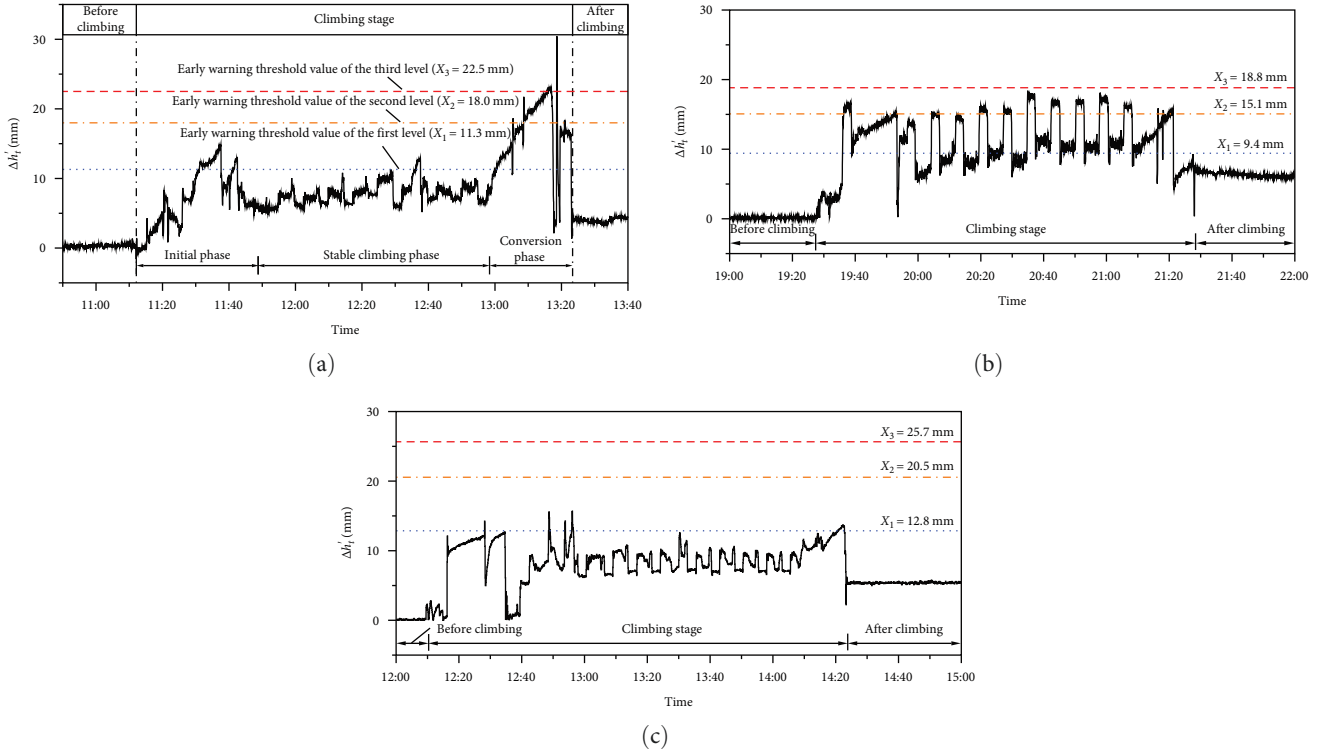 Before
climbing
Climbing stage
After
climbing
30
20
10
0
Δh′t (mm)
Early warning threshold value of the third level (X3 = 22.5 mm)
Early warning threshold value of the second level (X2 = 18.0 mm)
Early warning threshold value of the first level (X1 = 11.3 mm)
Initial phase
Stable climbing phase
Conversion
phase
11:00 11:20 11:40 12:00 12:20 12:40 13:00 13:20 13:40
Time
(a)
30
20
10
0
Δh′t (mm)
X3 = 18.8 mm
X2 = 15.1 mm
X1 = 9.4 mm
Before climbing
Climbing stage
After climbing
19:00 19:20 19:40 20:00 20:20 20:40 21:00 21:20 21:40 22:00
Time
(b)
30
20
10
0
Δh′t (mm)
X3 = 25.7 mm
X2 = 20.5 mm
X1 = 12.8 mm
Before climbing
Climbing stage
After climbing
12:00 12:20 12:40 13:00 13:20 13:40 14:00 14:20 14:40 15:00
Time
(c)